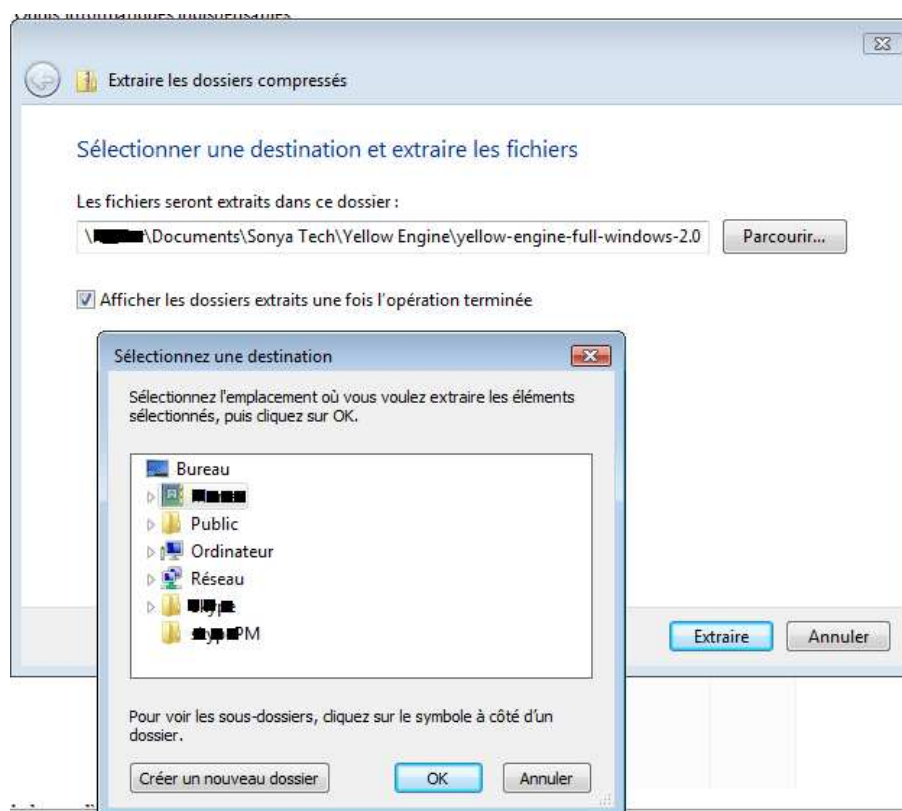 Outils informatiques indispensables
Extraire les dossiers compressés
Sélectionner une destination et extraire les fichiers
Les fichiers seront extraits dans ce dossier :
\Documents\Sonya Tech\Yellow Engine\yellow-engine-full-windows-2.0
Parcourir...
Afficher les dossiers extraits une fois l'opération terminée
Sélectionnez une destination
Sélectionnez l'emplacement où vous voulez extraire les éléments
sélectionnés, puis cliquez sur OK.
Bureau
Public
Ordinateur
Réseau
PM
Extraire
Annuler
Pour voir les sous-dossiers, cliquez sur le symbole à côté d'un
dossier.
Créer un nouveau dossier
OK
Annuler